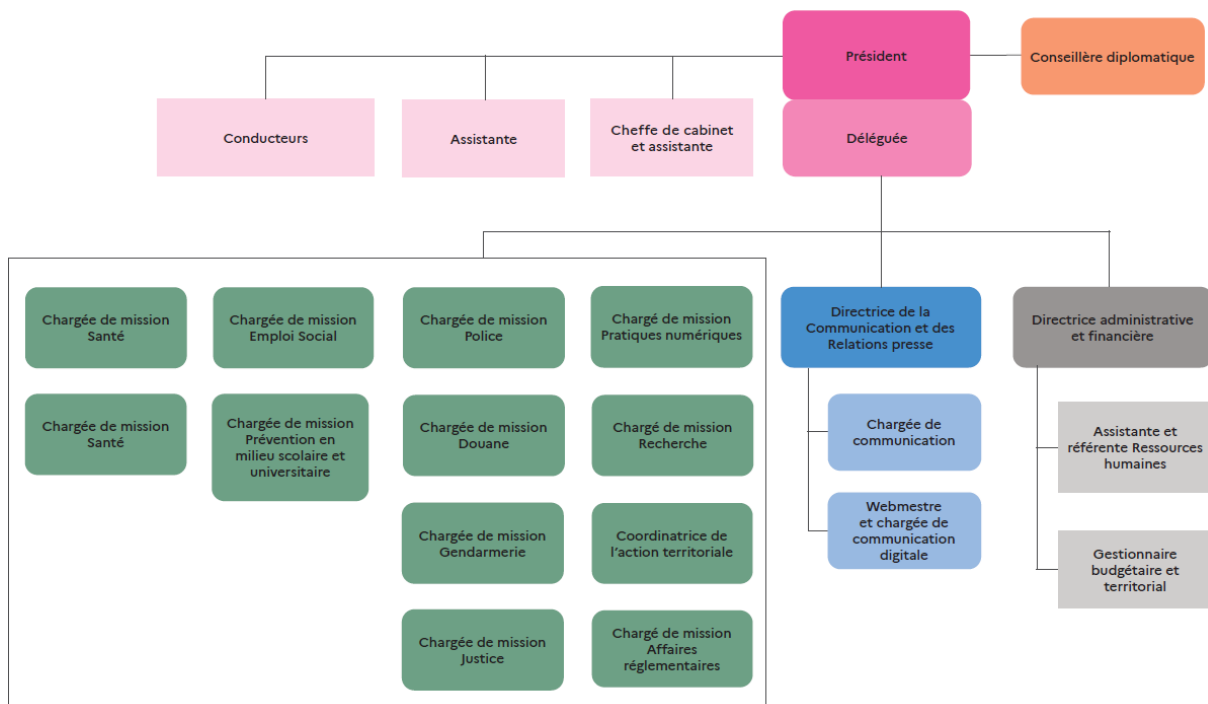 Président
Conseillère diplomatique
Conducteurs
Assistante
Cheffe de cabinet
et assistante
Déléguée
Chargée de mission
Santé
Chargée de mission
Emploi Social
Chargée de mission
Police
Chargé de mission
Pratiques numériques
Directrice de la
Communication et des
Relations presse
Directrice administrative
et financière
Chargée de mission
Santé
Chargée de mission
Prévention en
milieu scolaire et
universitaire
Chargée de mission
Douane
Chargé de mission
Recherche
Chargée de
communication
Assistante et
référente Ressources
humaines
Chargée de mission
Gendarmerie
Coordinatrice de
l'action territoriale
Webmestre
et chargée de
communication
digitale
Gestionnaire
budgétaire et
territorial
Chargée de mission
Justice
Chargé de mission
Affaires
réglementaires